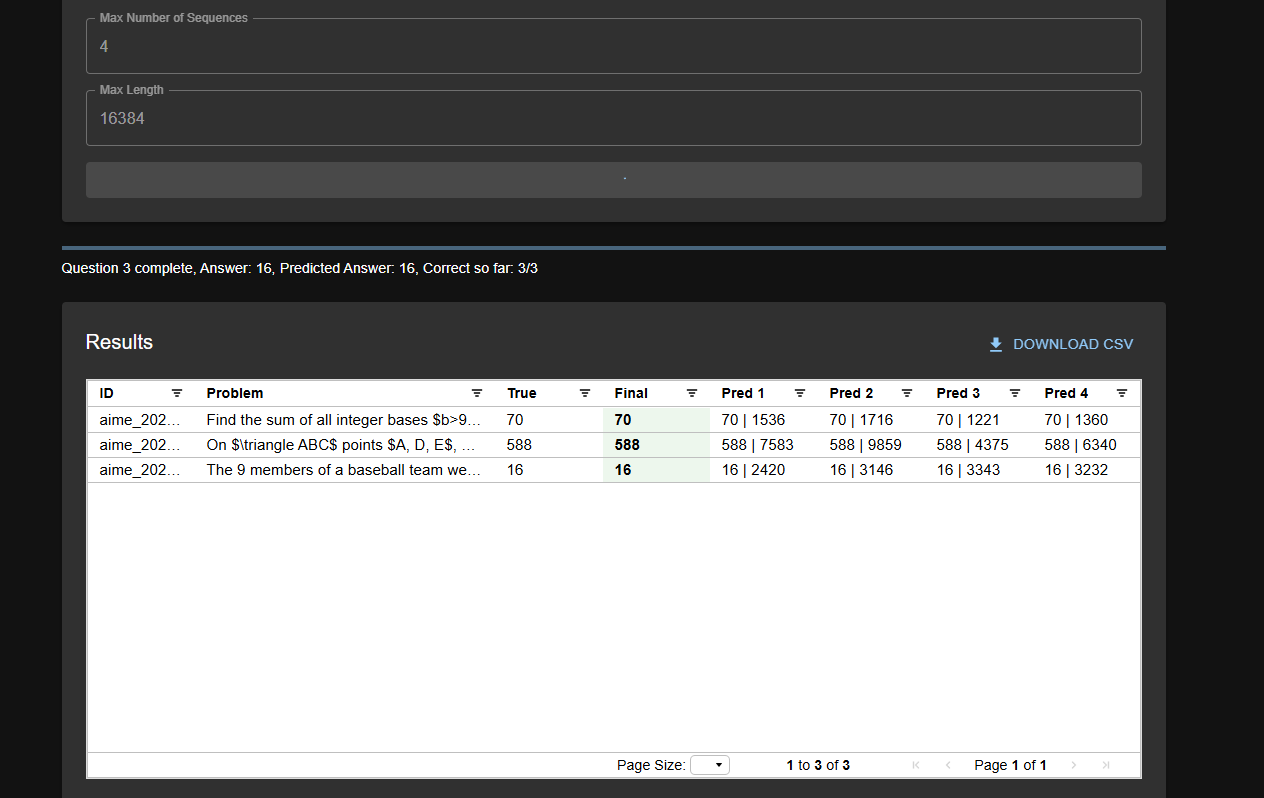 Max Number of Sequences
4
Max Length
16384
Question 3 complete, Answer: 16, Predicted Answer: 16, Correct so far: 3/3
Results
DOWNLOAD CSV
ID Problem True Final Pred 1 Pred 2 Pred 3 Pred 4
aime_202... Find the sum of all integer bases $b>9... 70 70 70 | 1536 70 | 1716 70 | 1221 70 | 1360
aime_202... On $\triangle ABC$ points $A, D, E$, ... 588 588 588 | 7583 588 | 9859 588 | 4375 588 | 6340
aime_202... The 9 members of a baseball team we... 16 16 16 | 2420 16 | 3146 16 | 3343 16 | 3232
Page Size: 1 to 3 of 3 Page 1 of 1